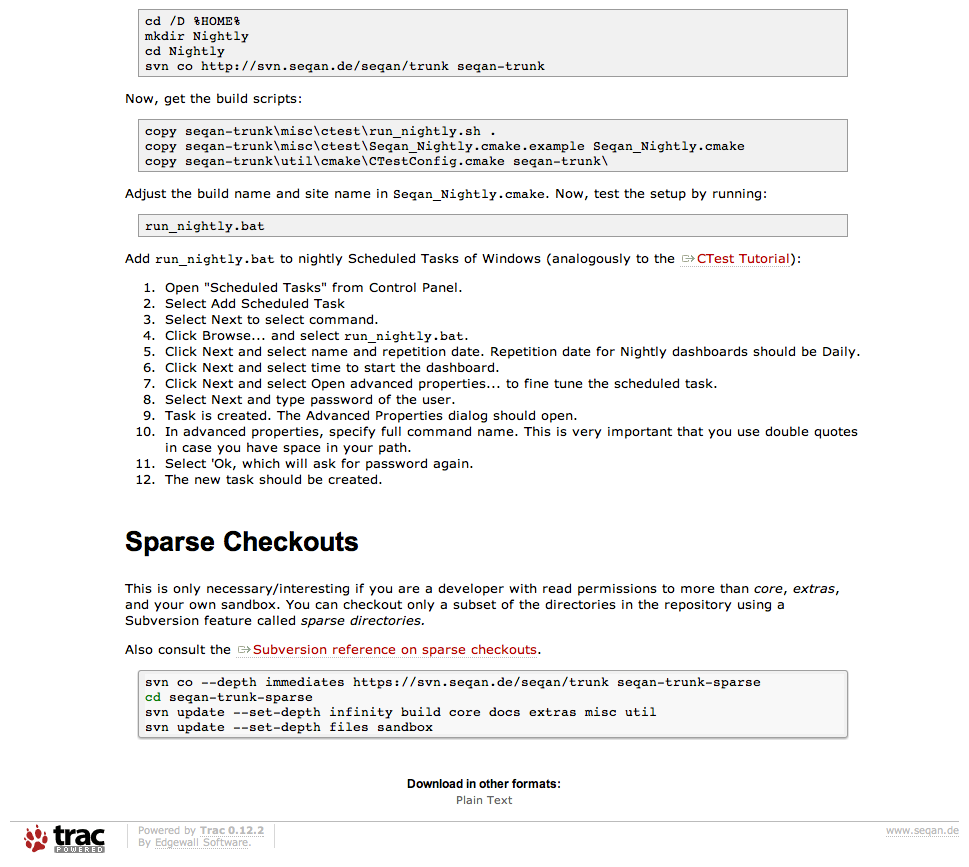 cd /D %HOME%
mkdir Nightly
cd Nightly
svn co http://svn.seqan.de/seqan/trunk seqan-trunk
Now, get the build scripts:
copy seqan-trunk\misc\ctest\run_nightly.sh .
copy seqan-trunk\misc\ctest\Seqan_Nightly.cmake.example Seqan_Nightly.cmake
copy seqan-trunk\util\cmake\CTestConfig.cmake seqan-trunk\
Adjust the build name and site name in Seqan_Nightly.cmake. Now, test the setup by running:
run_nightly.bat
Add run_nightly.bat to nightly Scheduled Tasks of Windows (analogously to the CTest Tutorial):
1. Open "Scheduled Tasks" from Control Panel.
2. Select Add Scheduled Task
3. Select Next to select command.
4. Click Browse... and select run_nightly.bat.
5. Click Next and select name and repetition date. Repetition date for Nightly dashboards should be Daily.
6. Click Next and select time to start the dashboard.
7. Click Next and select Open advanced properties... to fine tune the scheduled task.
8. Select Next and type password of the user.
9. Task is created. The Advanced Properties dialog should open.
10. In advanced properties, specify full command name. This is very important that you use double quotes
in case you have space in your path.
11. Select 'Ok, which will ask for password again.
12. The new task should be created.
Sparse Checkouts
This is only necessary/interesting if you are a developer with read permissions to more than core, extras,
and your own sandbox. You can checkout only a subset of the directories in the repository using a
Subversion feature called sparse directories.
Also consult the Subversion reference on sparse checkouts.
svn co --depth immediates https://svn.seqan.de/seqan/trunk seqan-trunk-sparse
cd seqan-trunk-sparse
svn update --set-depth infinity build core docs extras misc util
svn update --set-depth files sandbox
Download in other formats:
Plain Text
trac
POWERED
Powered by Trac 0.12.2
By Edgewall Software.
www.seqan.de